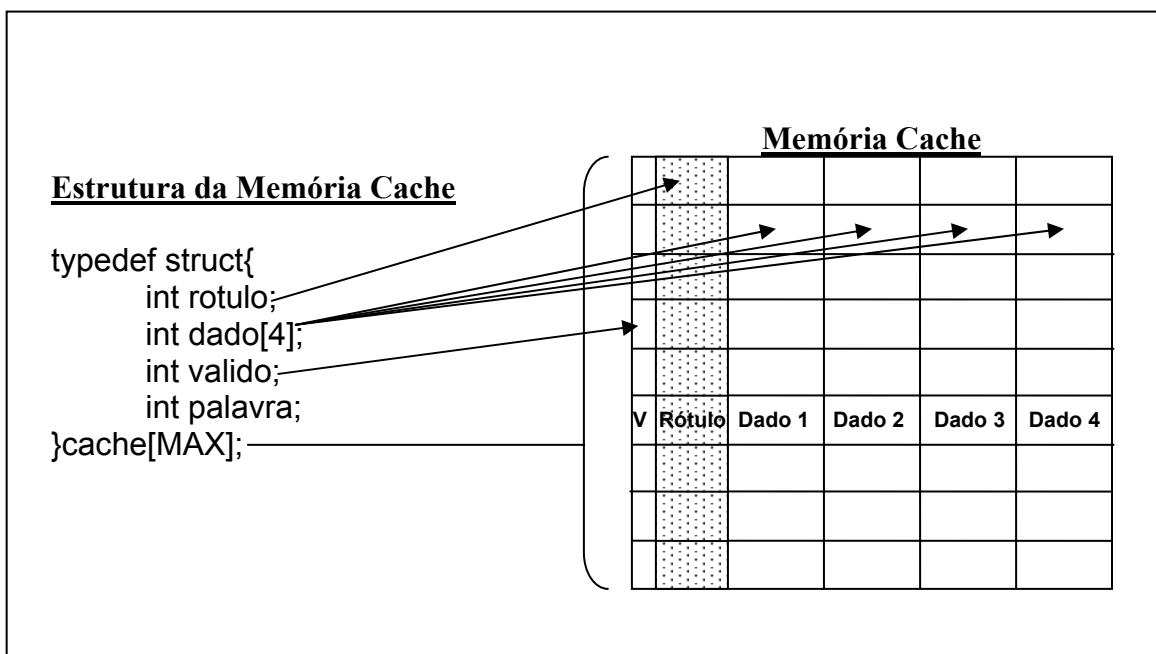 Memória Cache
Estrutura da Memória Cache
typedef struct{
int rotulo;
int dado[4];
int valido;
int palavra;
}cache[MAX];
V Rótulo Dado 1 Dado 2 Dado 3 Dado 4